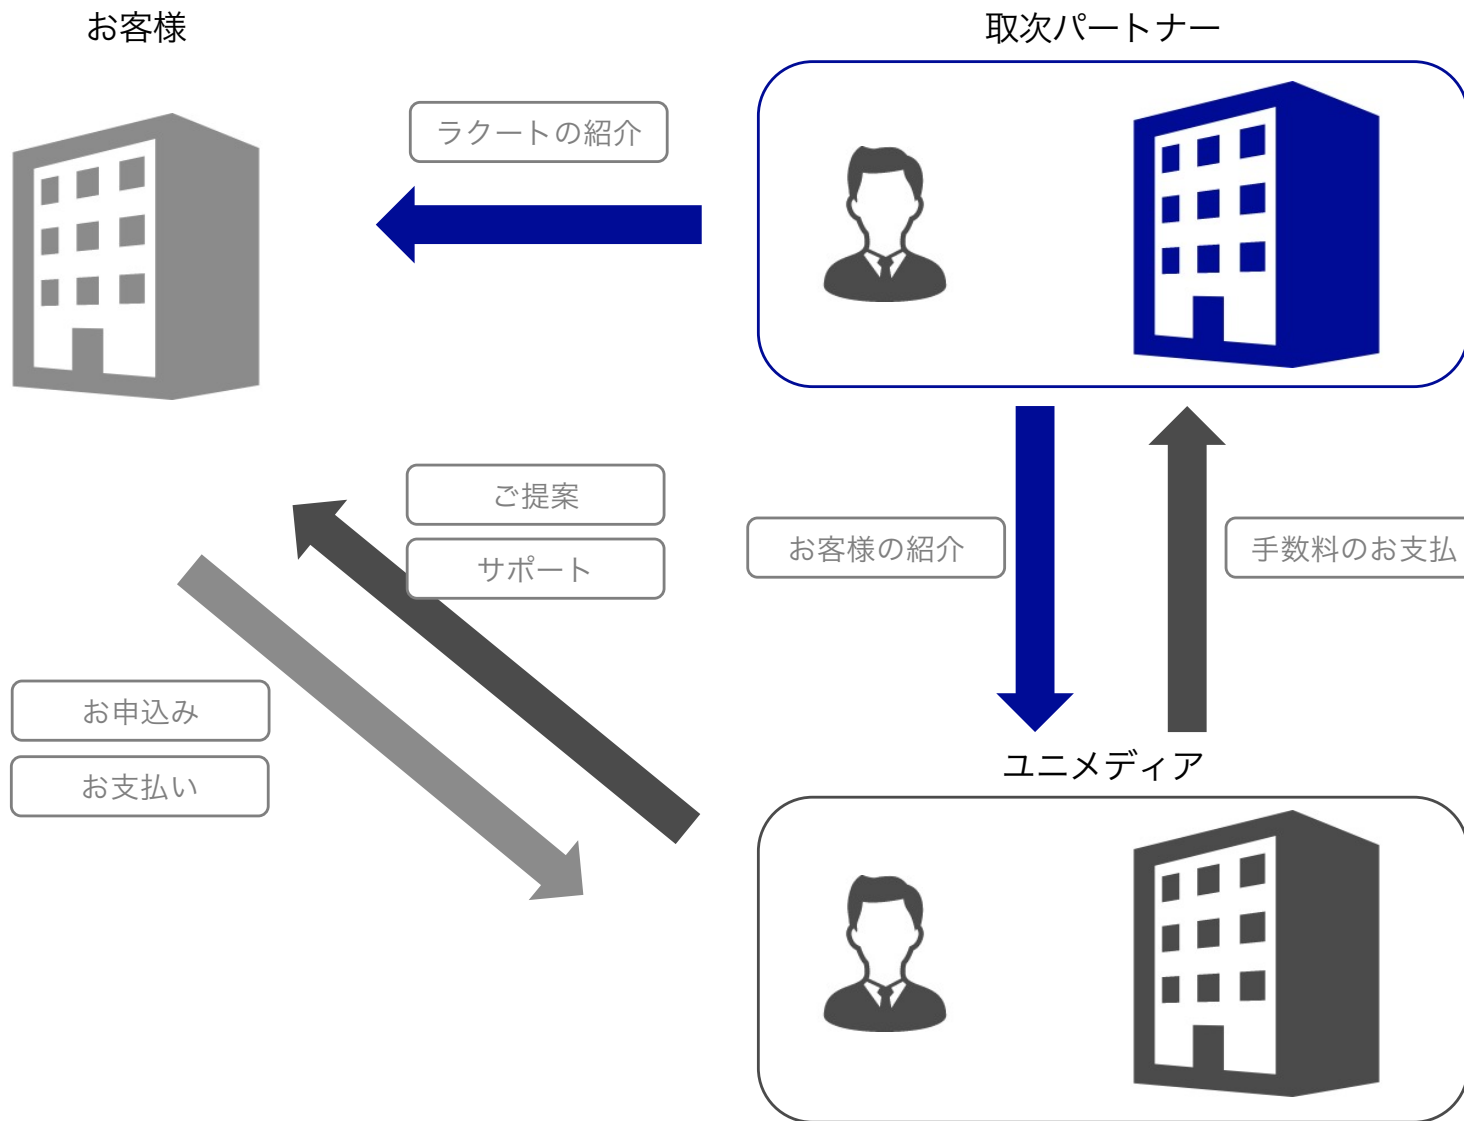 お客様
取次パートナー
ラクートの紹介
ご提案
サポート
お客様の紹介
手数料のお支払
お申込み
お支払い
ユニメディア